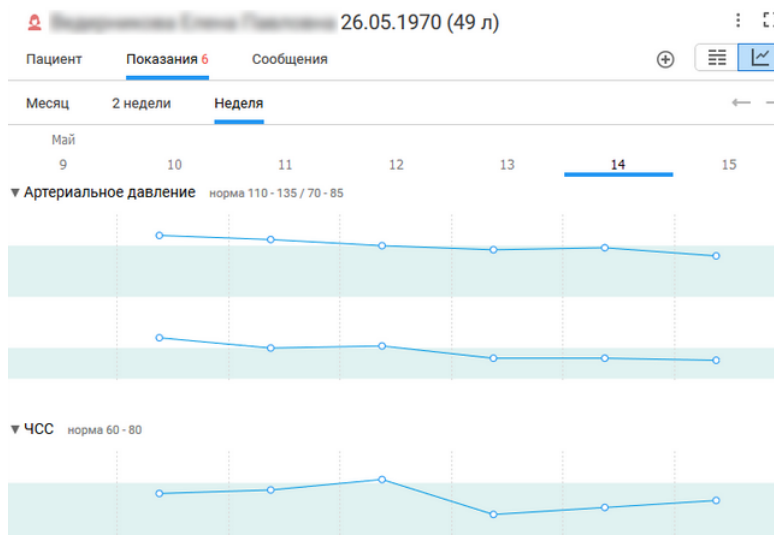 26.05.1970 (49 л)
Пациент Показания 6 Сообщения
Месяц 2 недели Неделя
Май
9 10 11 12 13 14 15
▼ Артериальное давление норма 110 - 135 / 70 - 85
▼ ЧСС норма 60 - 80